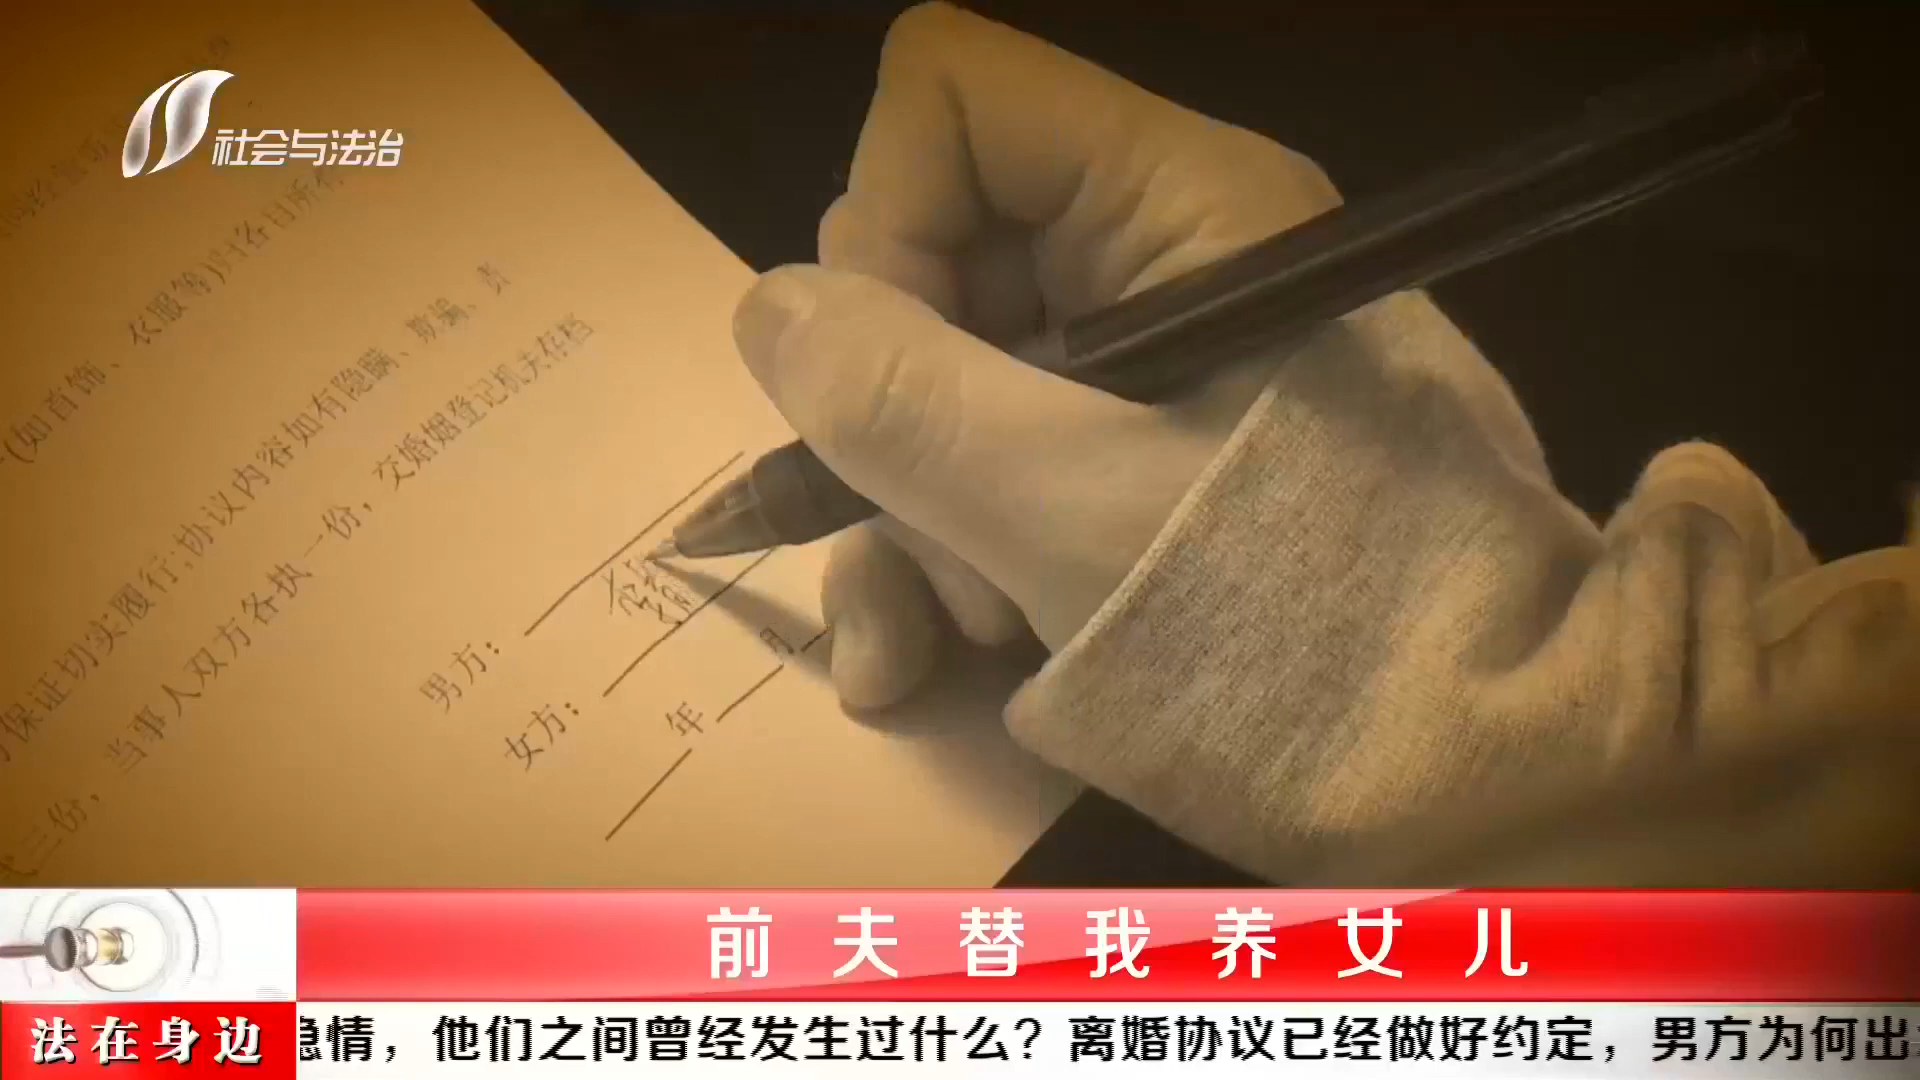 社会与法治
(如首饰、衣服等)归各自所有
保证切实履行;协议内容如有隐瞒、欺骗、责
式三份,当事人双方各执一份,交婚姻登记机关存档
男方:
女方:
年 月
前夫替我养女儿
法在身边
隐情,他们之间曾经发生过什么?离婚协议已经做好约定,男方为何出